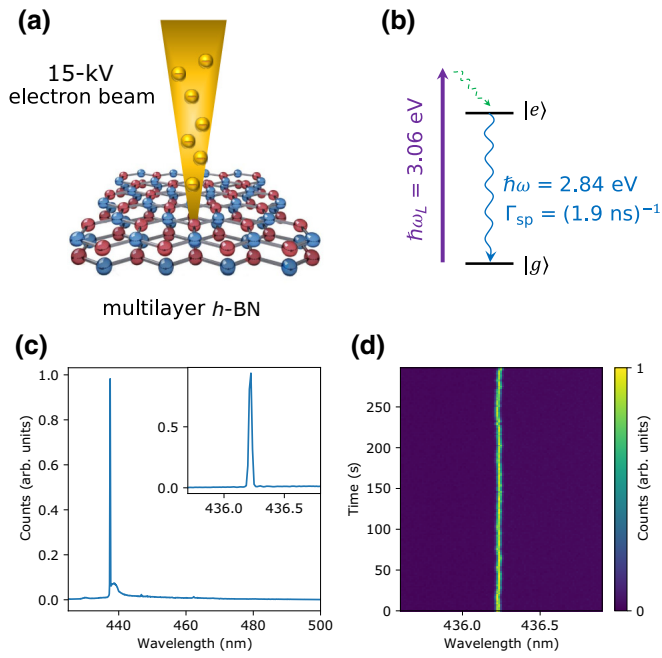 (a)
15-kV
electron beam
multilayer h-BN
(b)
ħω_L = 3.06 eV
|e⟩
ħω = 2.84 eV
Γ_sp = (1.9 ns)⁻¹
|g⟩
(c)
Counts (arb. units)
1.0
0.8
0.6
0.4
0.2
0.0
440
460
480
500
Wavelength (nm)
0.5
0.0
436.0
436.5
(d)
Time (s)
250
200
150
100
50
0
436.0
436.5
Wavelength (nm)
1
0
Counts (arb. units)